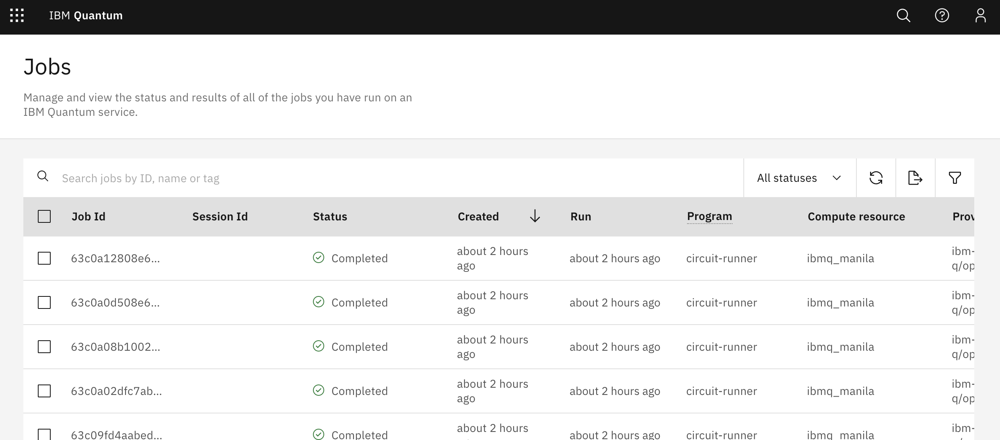 IBM Quantum
Jobs
Manage and view the status and results of all of the jobs you have run on an
IBM Quantum service.
Search jobs by ID, name or tag
All statuses
Job Id Session Id Status Created Run Program Compute resource Prov
63c0a12808e6... Completed about 2 hours ago about 2 hours ago circuit-runner ibmq_manila ibm-q/op
63c0a0d508e6... Completed about 2 hours ago about 2 hours ago circuit-runner ibmq_manila ibm-q/op
63c0a08b1002... Completed about 2 hours ago about 2 hours ago circuit-runner ibmq_manila ibm-q/op
63c0a02dfc7ab... Completed about 2 hours ago about 2 hours ago circuit-runner ibmq_manila ibm-q/op
63c09fd4aabed... Completed about 2 hours about 2 hours ago circuit-runner ibmq_manila ibm-